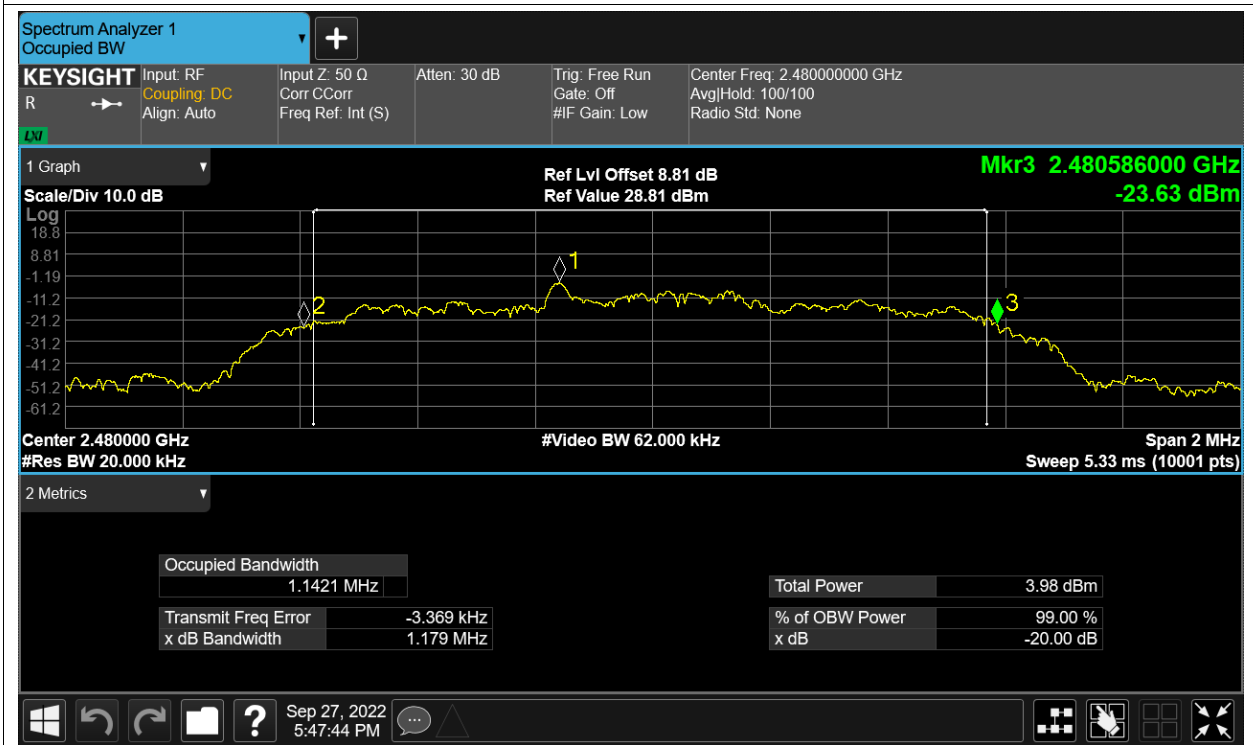 Spectrum Analyzer 1
Occupied BW
KEYSIGHT
R
LXI
Input: RF
Coupling: DC
Align: Auto
Input Z: 50 Ω
Corr CCorr
Freq Ref: Int (S)
Atten: 30 dB
Trig: Free Run
Gate: Off
#IF Gain: Low
Center Freq: 2.480000000 GHz
Avg|Hold: 100/100
Radio Std: None
1 Graph
Scale/Div 10.0 dB
Ref Lvl Offset 8.81 dB
Ref Value 28.81 dBm
Mkr3 2.480586000 GHz
-23.63 dBm
Log
18.8
8.81
-1.19
-11.2
-21.2
-31.2
-41.2
-51.2
-61.2
1
2
3
Center 2.480000 GHz
#Res BW 20.000 kHz
#Video BW 62.000 kHz
Span 2 MHz
Sweep 5.33 ms (10001 pts)
2 Metrics
Occupied Bandwidth
1.1421 MHz
Transmit Freq Error -3.369 kHz
x dB Bandwidth 1.179 MHz
Total Power 3.98 dBm
% of OBW Power 99.00 %
x dB -20.00 dB
?
Sep 27, 2022
5:47:44 PM